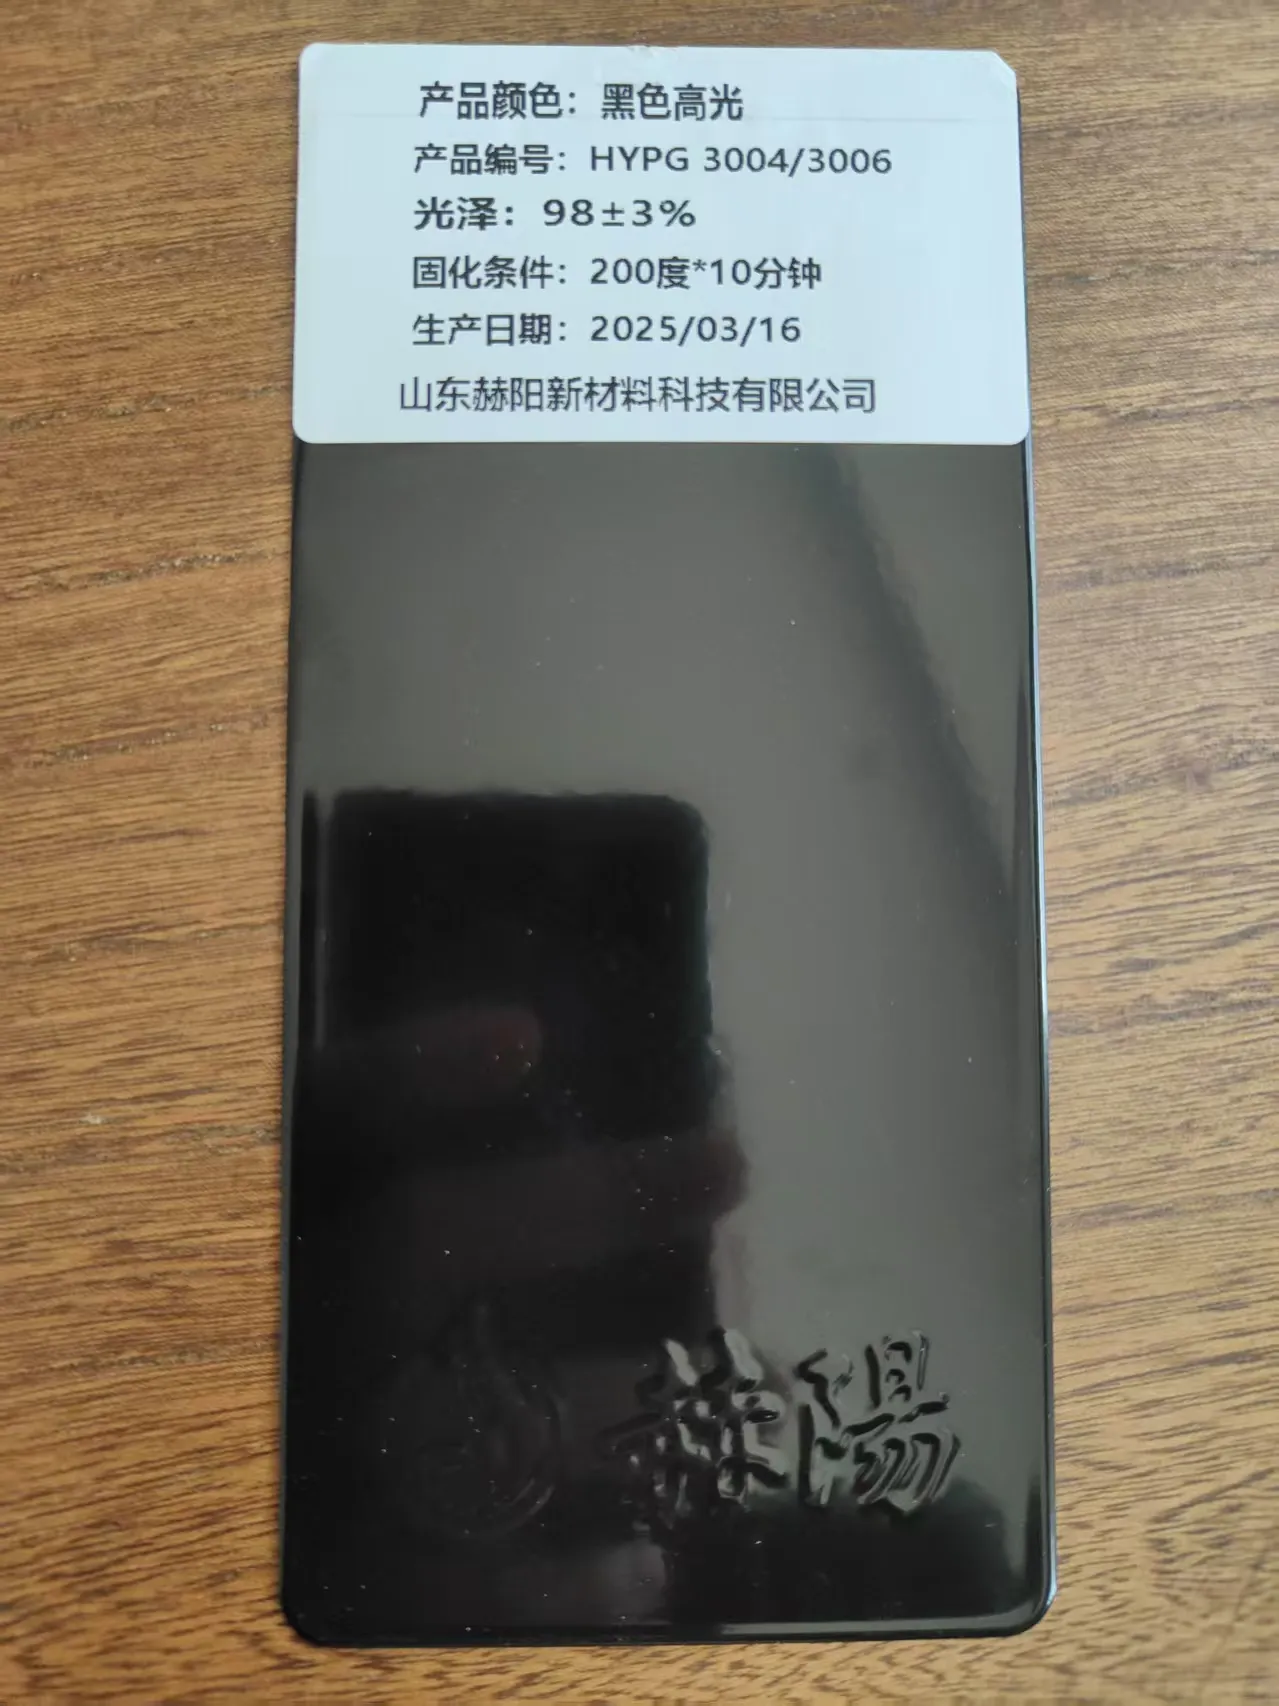 产品颜色：黑色高光
产品编号：HYPG 3004/3006
光泽：98±3%
固化条件：200度*10分钟
生产日期：2025/03/16
山东赫阳新材料科技有限公司
赫陽